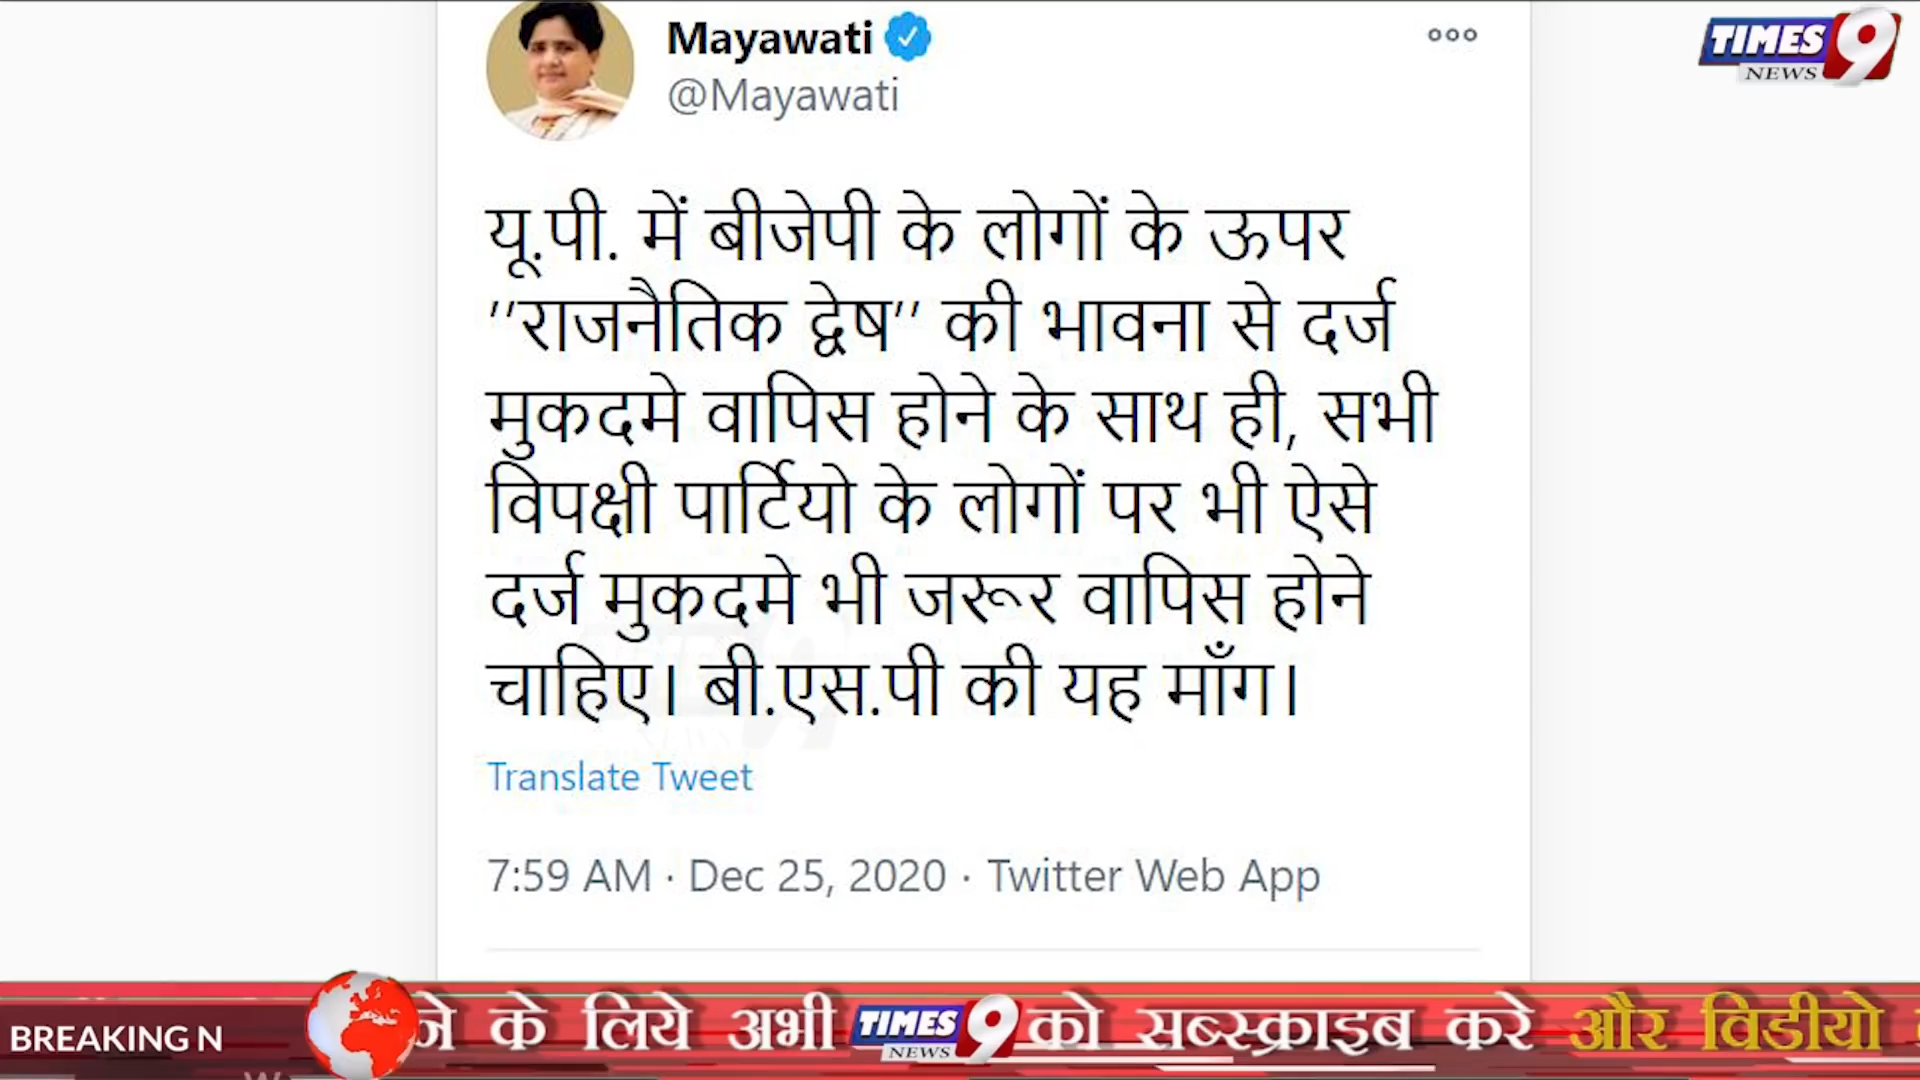 Mayawati
@Mayawati
TIMES 9
NEWS
यू.पी. में बीजेपी के लोगों के ऊपर
’’राजनैतिक द्वेष’’ की भावना से दर्ज
मुकदमे वापिस होने के साथ ही, सभी
विपक्षी पार्टियो के लोगों पर भी ऐसे
दर्ज मुकदमे भी जरूर वापिस होने
चाहिए। बी.एस.पी की यह माँग।
Translate Tweet
7:59 AM · Dec 25, 2020 · Twitter Web App
BREAKING N
ने के लिये अभी TIMES 9 NEWS को सब्स्क्राइब करे और विडीयो